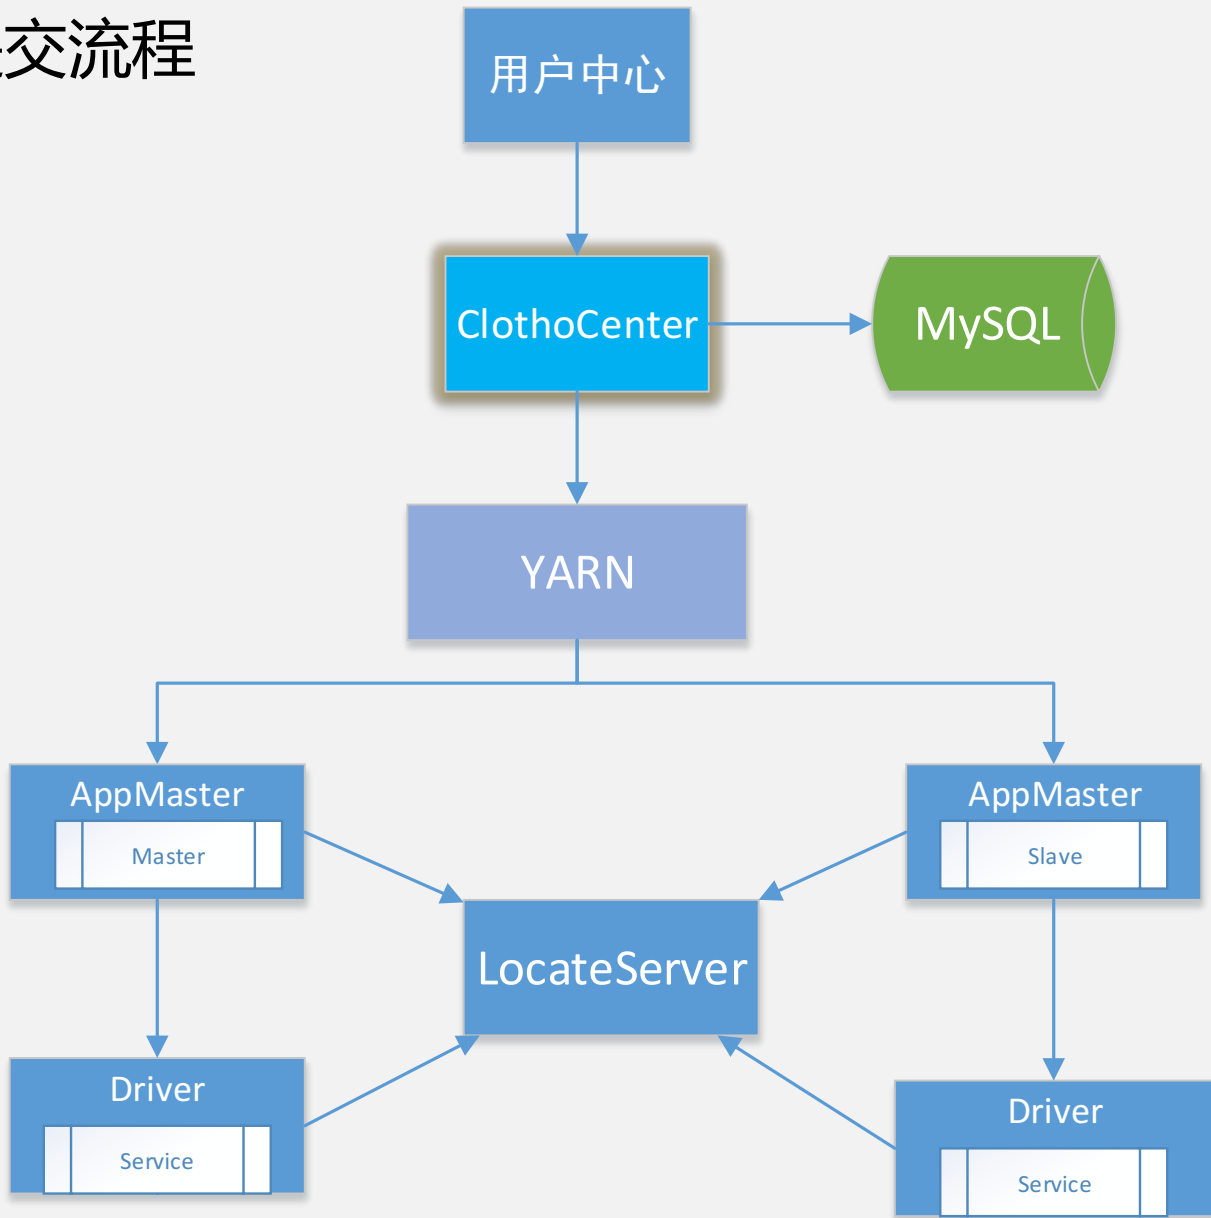 交流程
用户中心
ClothoCenter
MySQL
YARN
AppMaster
Master
AppMaster
Slave
LocateServer
Driver
Service
Driver
Service